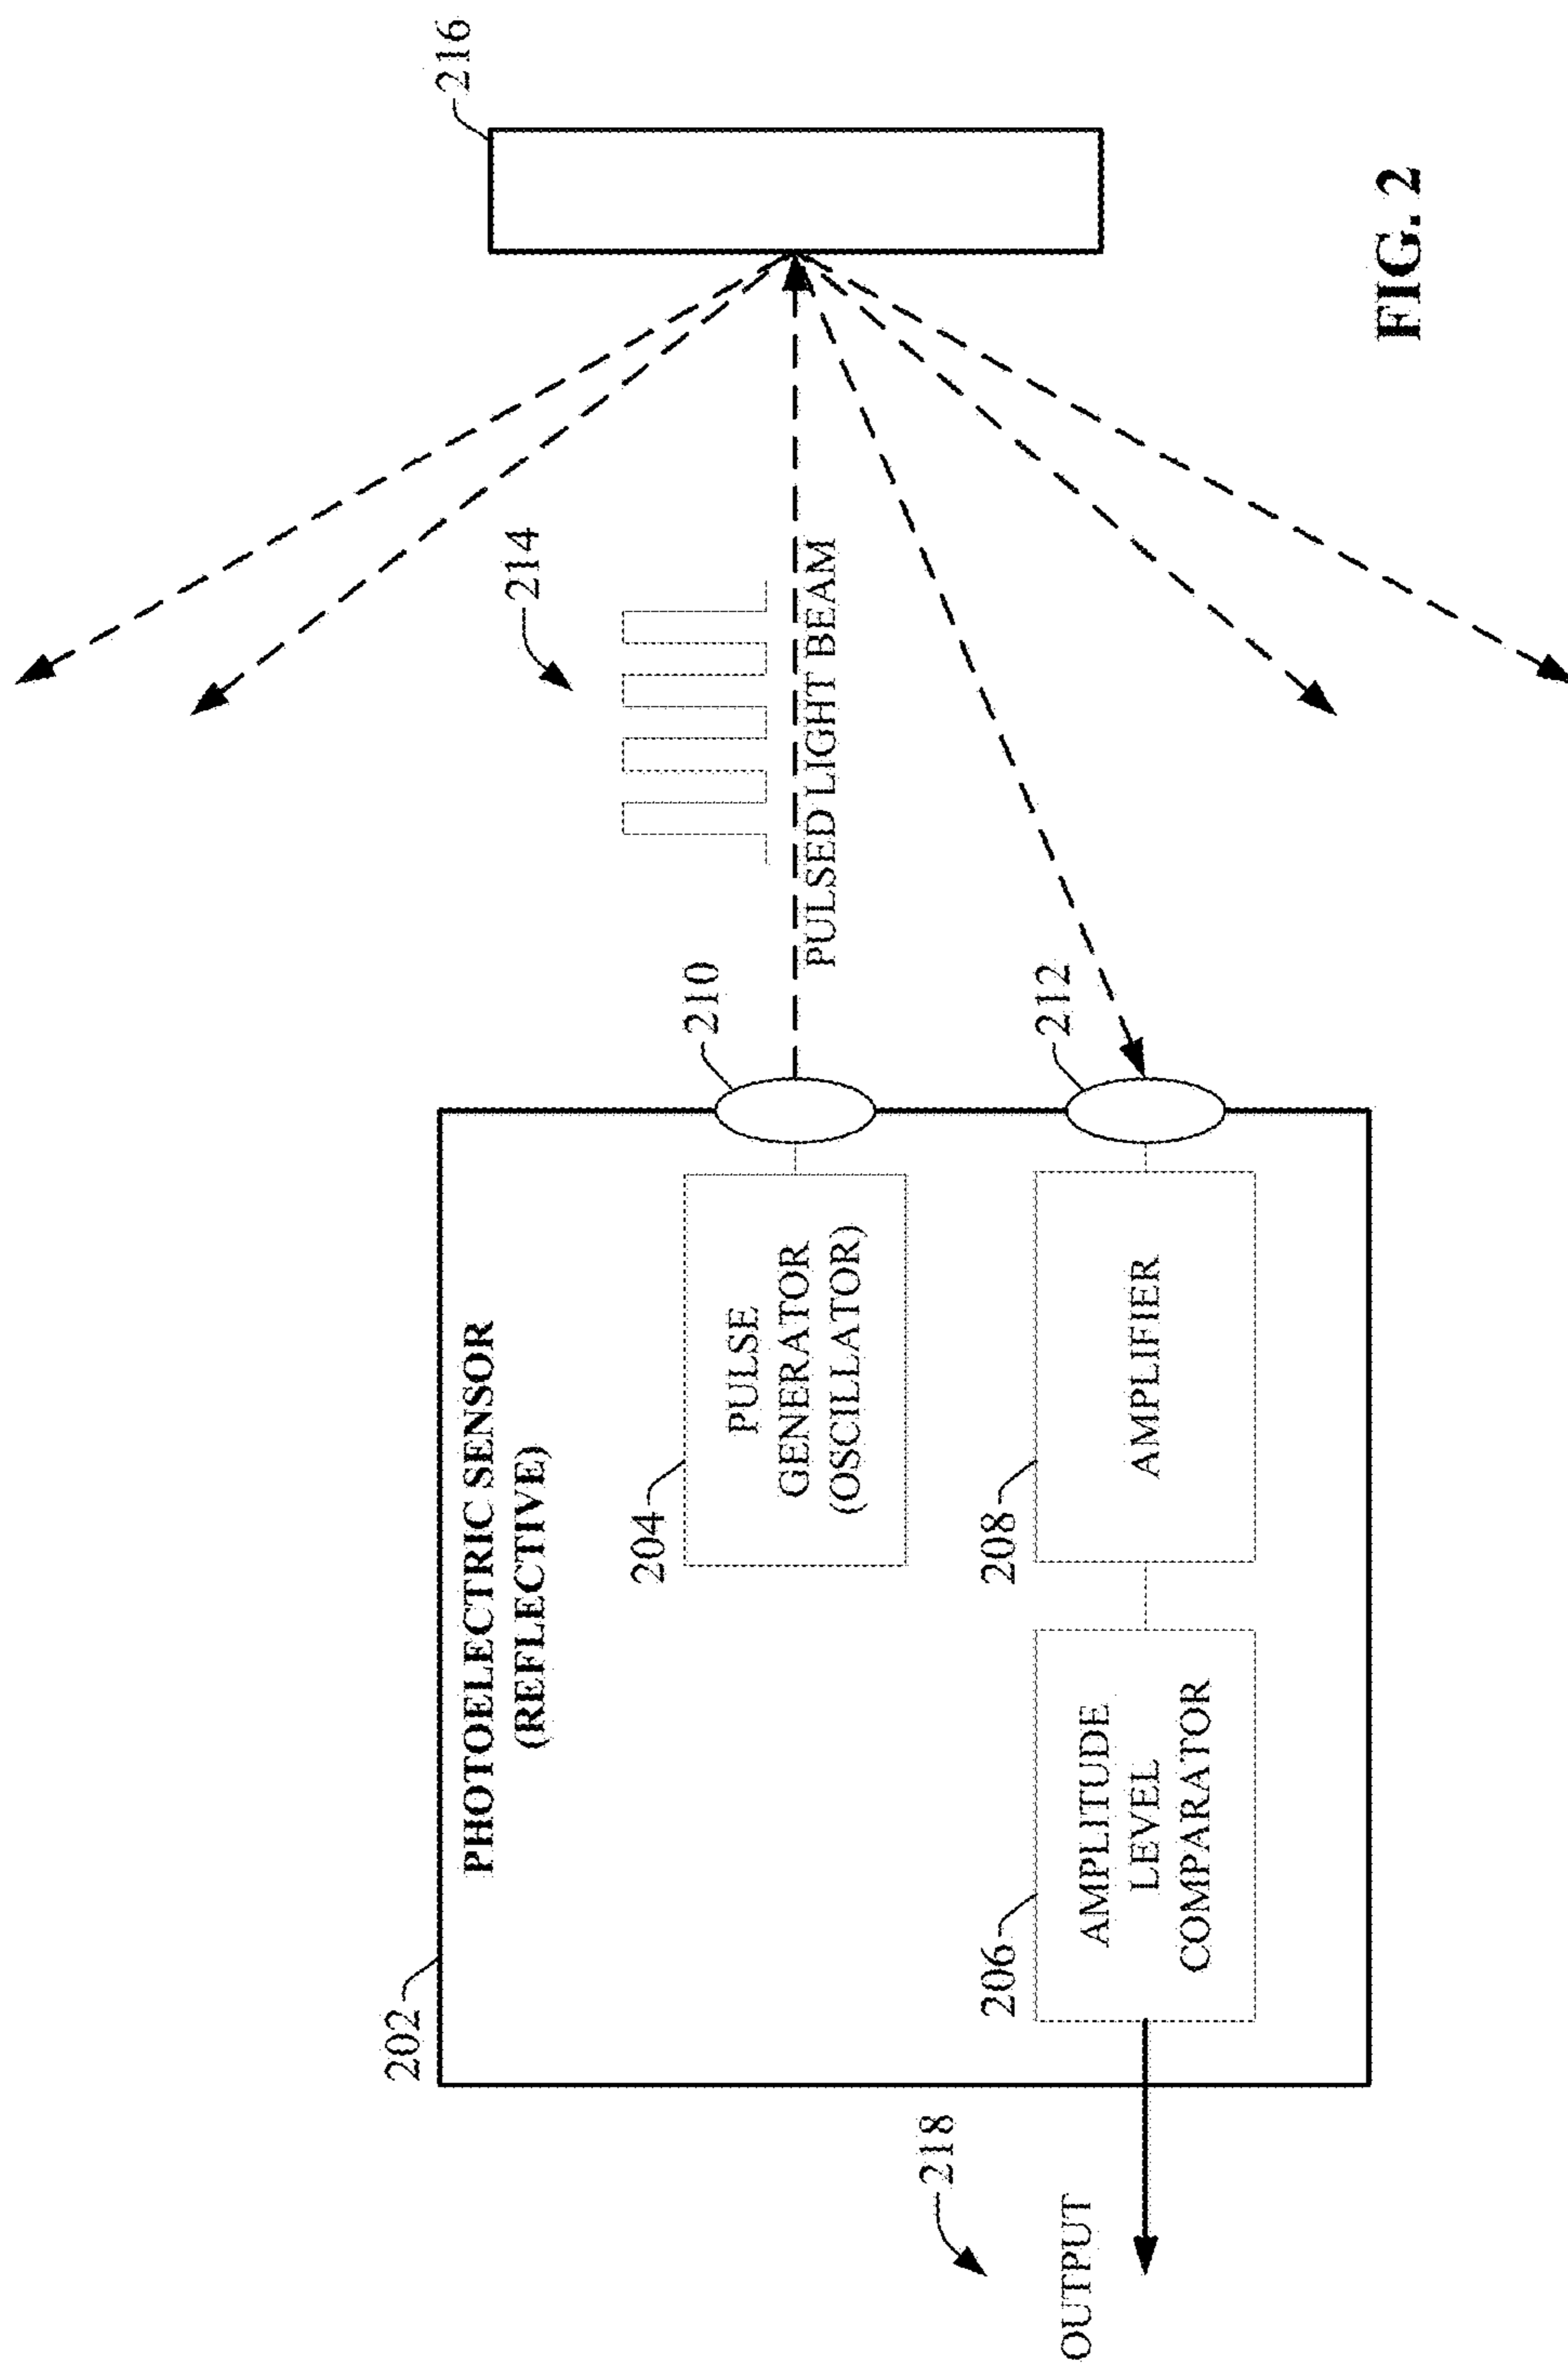 202
PHOTOELECTRIC SENSOR
(REFLECTIVE)
204
PULSE
GENERATOR
(OSCILLATOR)
210
214
PULSED LIGHT BEAM
216
218
OUTPUT
206
AMPLITUDE
LEVEL
COMPARATOR
208
AMPLIFIER
212
FIG. 2